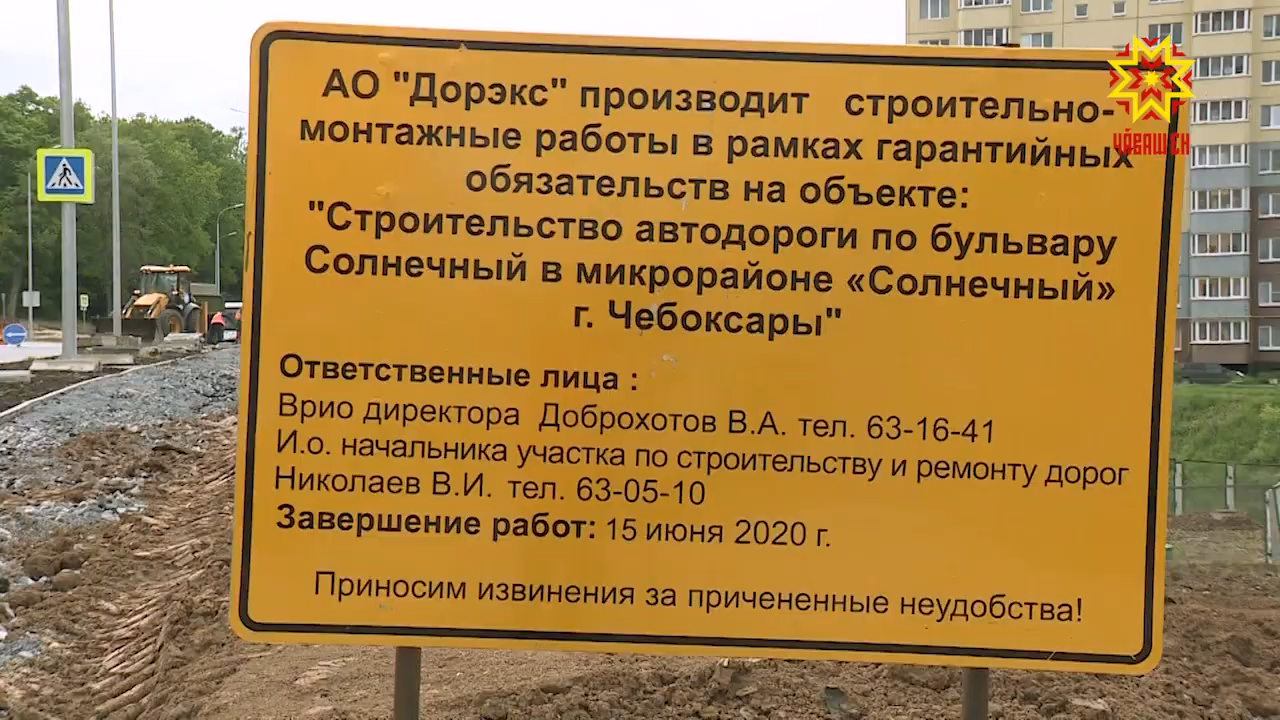 АО "Дорэкс" производит строительно-
монтажные работы в рамках гарантийных
обязательств на объекте:
"Строительство автодороги по бульвару
Солнечный в микрорайоне «Солнечный»
г. Чебоксары"
Ответственные лица :
Врио директора Доброхотов В.А. тел. 63-16-41
И.о. начальника участка по строительству и ремонту дорог
Николаев В.И. тел. 63-05-10
Завершение работ: 15 июня 2020 г.
Приносим извинения за причененные неудобства!
ЧӐВАШ ЕН